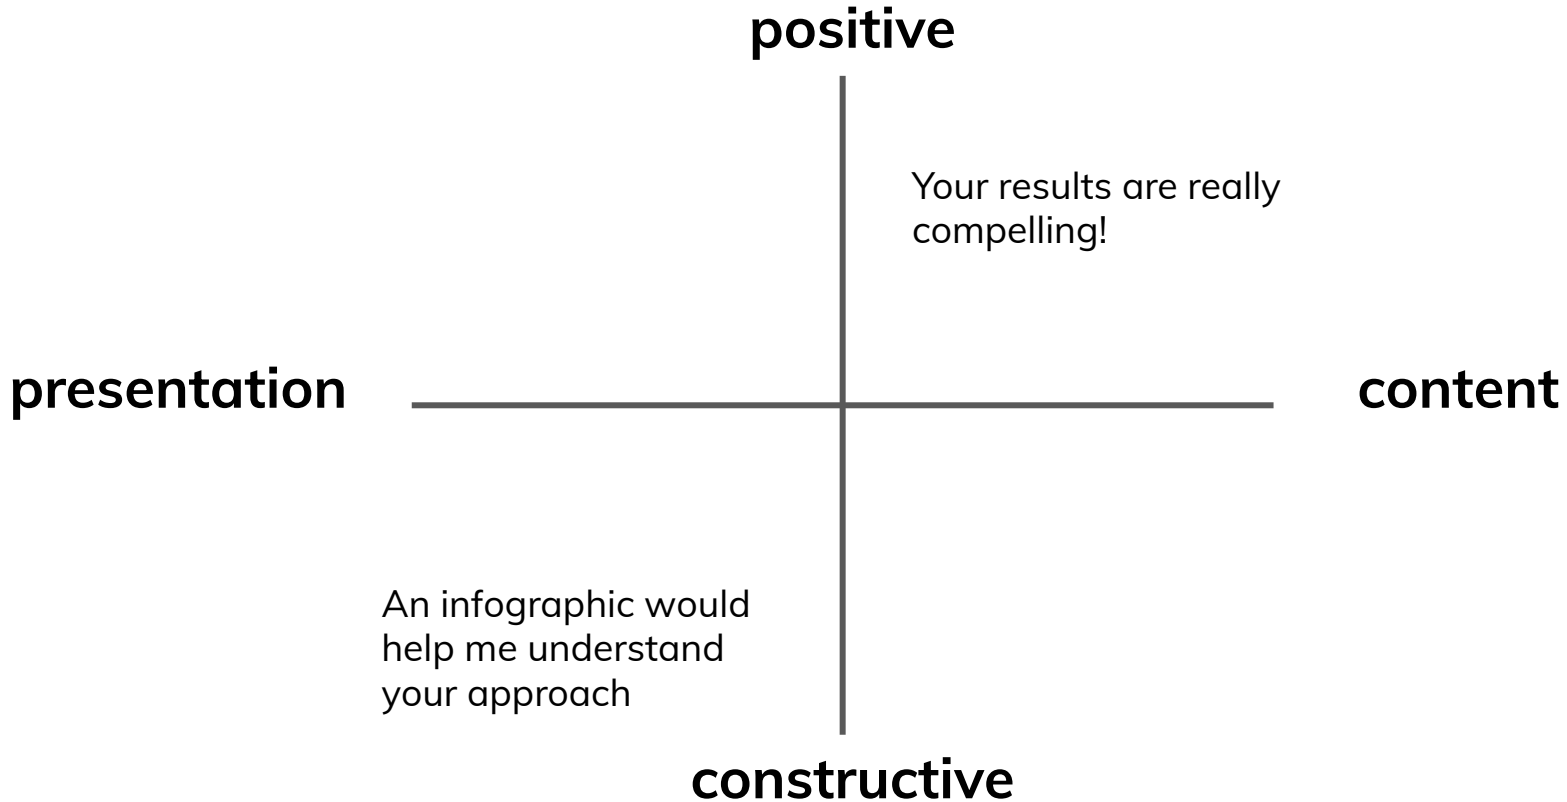 positive
Your results are really
compelling!
presentation
content
An infographic would
help me understand
your approach
constructive